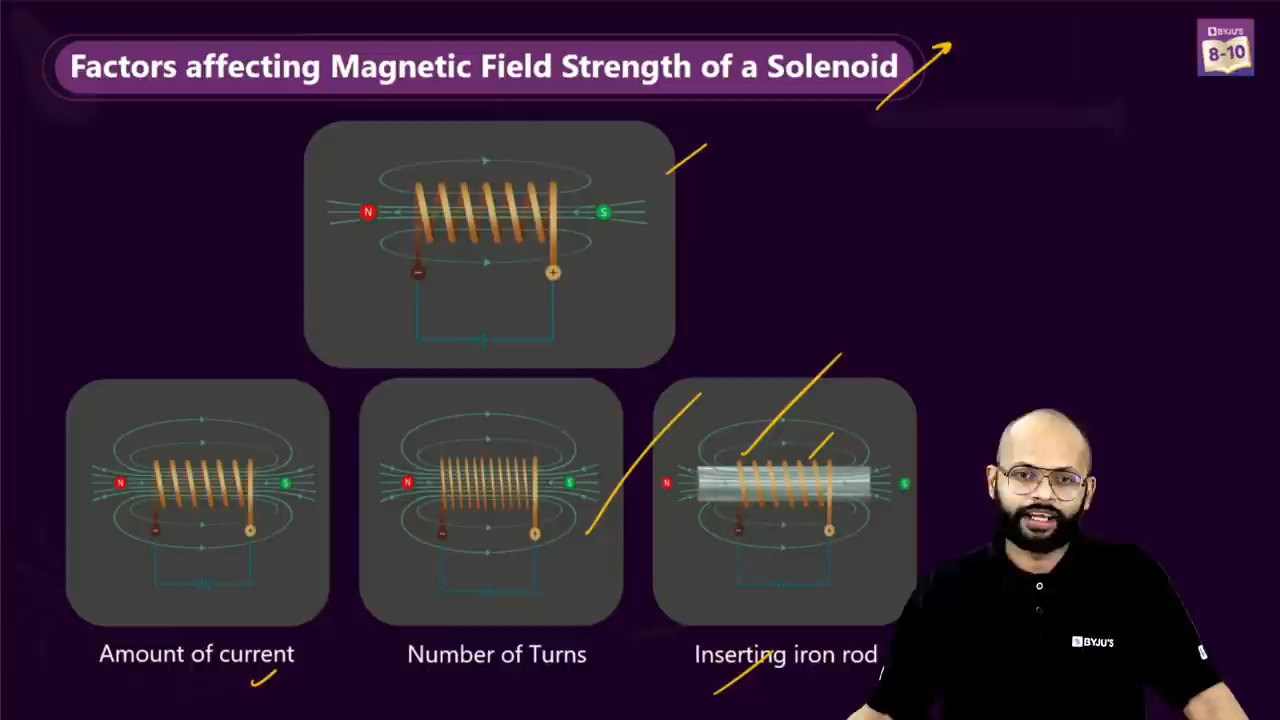 Factors affecting Magnetic Field Strength of a Solenoid
BYJU'S
8-10
N
S
−
+
N
S
−
+
N
S
−
+
N
S
−
+
Amount of current
Number of Turns
Inserting iron rod
BYJU'S